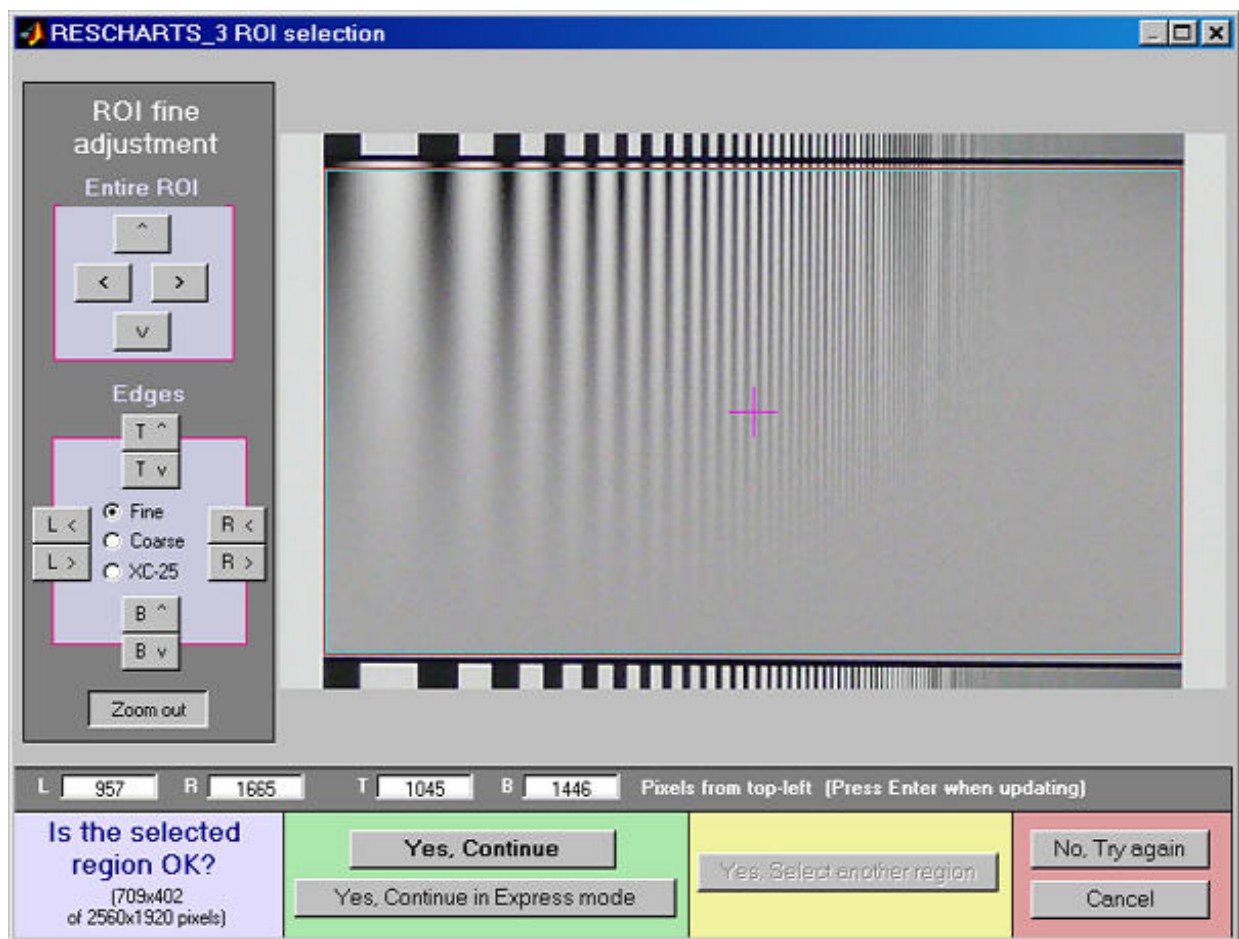 RESCHARTS_3 ROI selection
ROI fine
adjustment
Entire ROI
^
< >
v
Edges
T ^
T v
L < Fine R <
Coarse
L > XC-25 R >
B ^
B v
Zoom out
L 957 R 1665 T 1045 B 1446 Pixels from top-left (Press Enter when updating)
Is the selected
region OK?
(709x402
of 2560x1920 pixels)
Yes, Continue
Yes, Continue in Express mode
Yes, Select another region
No, Try again
Cancel